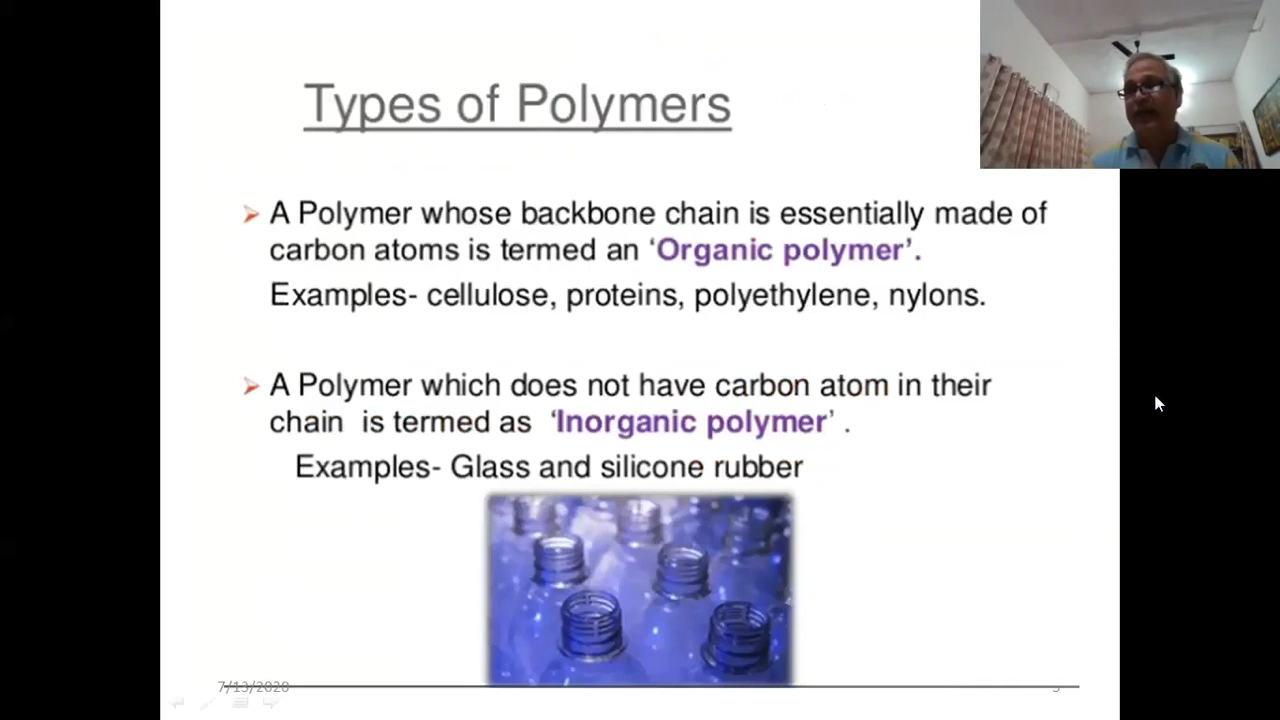 Types of Polymers
➢ A Polymer whose backbone chain is essentially made of
carbon atoms is termed an ‘Organic polymer’.
Examples- cellulose, proteins, polyethylene, nylons.
➢ A Polymer which does not have carbon atom in their
chain is termed as ‘Inorganic polymer’ .
Examples- Glass and silicone rubber
7/13/2020